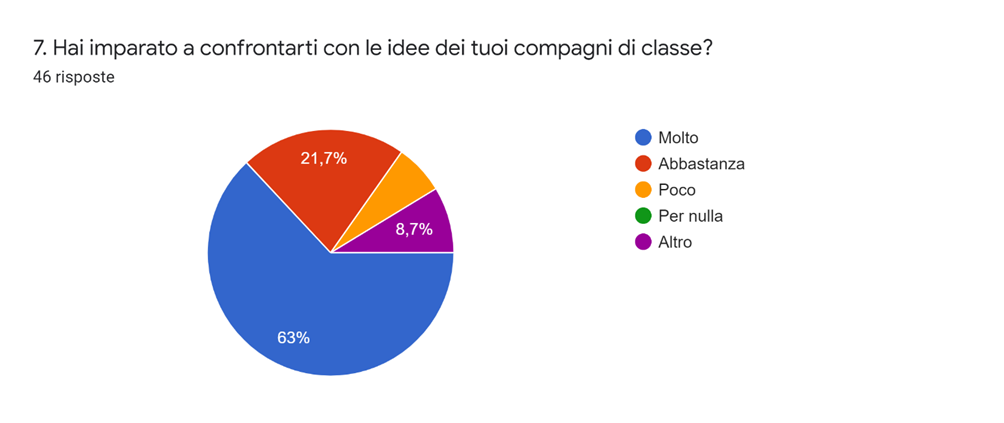 7. Hai imparato a confrontarti con le idee dei tuoi compagni di classe?
46 risposte
21,7%
8,7%
63%
Molto
Abbastanza
Poco
Per nulla
Altro